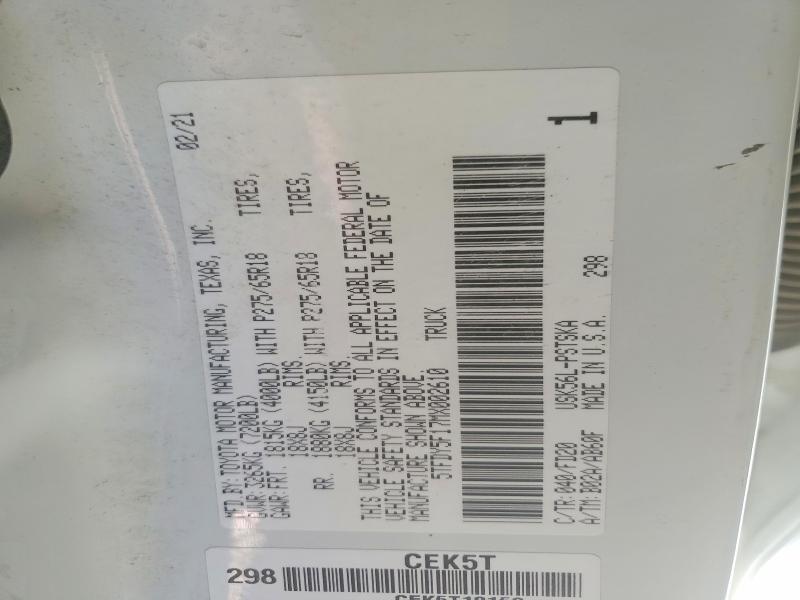 MFD BY: TOYOTA MOTOR MANUFACTURING, TEXAS, INC. 02/21
GVWR: 3265KG (7200LB)
GAWR: FRT. 1815KG (4000LB) WITH P275/65R18 TIRES,
18X8J RIMS.
RR. 1880KG (4150LB) WITH P275/65R18 TIRES,
18X8J RIMS.
THIS VEHICLE CONFORMS TO ALL APPLICABLE FEDERAL MOTOR
VEHICLE SAFETY STANDARDS IN EFFECT ON THE DATE OF
MANUFACTURE SHOWN ABOVE.
5TFDY5F17MX002610 TRUCK
C/TR: 040/FJ20 USK56L-PSTSKA
A/TM: B02A/AB60F MADE IN U.S.A. 298
1
CEK5T
298